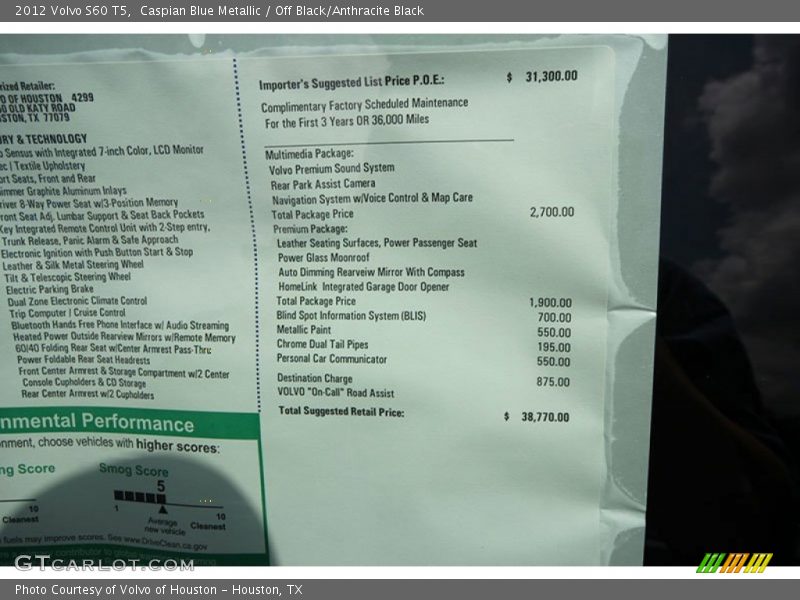 2012 Volvo S60 T5,  Caspian Blue Metallic / Off Black/Anthracite Black
Retailer:
OF HOUSTON   4299
OLD KATY ROAD
TX 77079
& TECHNOLOGY
Sensus with Integrated 7-inch Color, LCD Monitor
/ Textile Upholstery
Seats, Front and Rear
Graphite Aluminum Inlays
8-Way Power Seat w/3-Position Memory
Seat Adj. Lumbar Support & Seat Back Pockets
Key Integrated Remote Control Unit with 2-Step entry,
Trunk Release, Panic Alarm & Safe Approach
Electronic Ignition with Push Button Start & Stop
Leather & Silk Metal Steering Wheel
Tilt & Telescopic Steering Wheel
Electric Parking Brake
Dual Zone Electronic Climate Control
Trip Computer / Cruise Control
Bluetooth Hands Free Phone Interface w/ Audio Streaming
Heated Power Outside Rearview Mirrors w/Remote Memory
60/40 Folding Rear Seat w/Center Armrest Pass-Thru
Power Foldable Rear Seat Headrests
Front Center Armrest & Storage Compartment w/2 Center
Console Cupholders & CD Storage
Rear Center Armrest w/2 Cupholders
Performance
choose vehicles with higher scores:
Score
Smog Score
5
10
1
10
Cleanest
Average
new vehicle
Cleanest
fuels may improve scores. See www.DriveClean.ca.gov
Importer's Suggested List Price P.O.E.: $ 31,300.00
Complimentary Factory Scheduled Maintenance
For the First 3 Years OR 36,000 Miles
Multimedia Package:
Volvo Premium Sound System
Rear Park Assist Camera
Navigation System w/Voice Control & Map Care
Total Package Price 2,700.00
Premium Package:
Leather Seating Surfaces, Power Passenger Seat
Power Glass Moonroof
Auto Dimming Rearveiw Mirror With Compass
HomeLink Integrated Garage Door Opener
Total Package Price 1,900.00
Blind Spot Information System (BLIS) 700.00
Metallic Paint 550.00
Chrome Dual Tail Pipes 195.00
Personal Car Communicator 550.00
Destination Charge 875.00
VOLVO "On-Call" Road Assist
Total Suggested Retail Price: $ 38,770.00
GTCARLOT.COM
Photo Courtesy of Volvo of Houston - Houston, TX